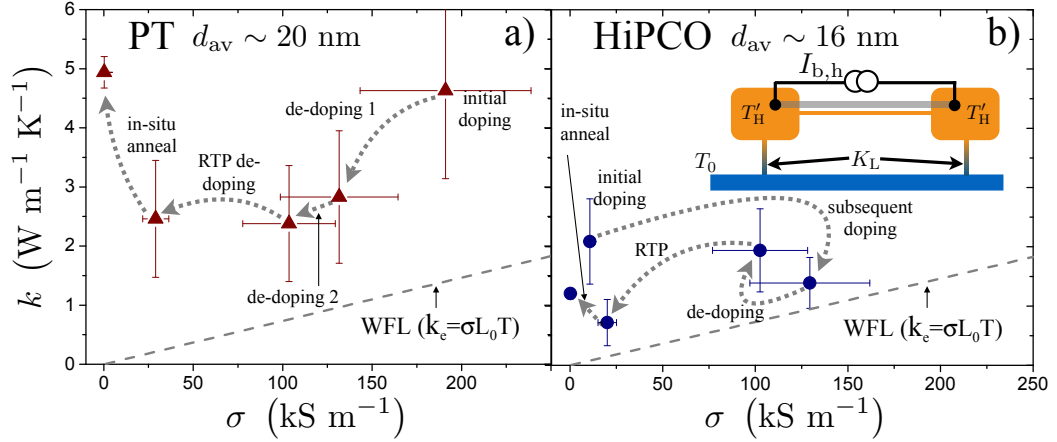 PT d_av ∼ 20 nm a)
6
5
4
3
2
1
0
k (W m⁻¹ K⁻¹)
in-situ
anneal
RTP de-
doping
de-doping 1
initial
doping
de-doping 2
WFL (k_e=σL₀T)
0 50 100 150 200
σ (kS m⁻¹)
HiPCO d_av ∼ 16 nm b)
I_b,h
T′_H
T′_H
T₀
K_L
in-situ
anneal
initial
doping
subsequent
doping
RTP
de-doping
WFL (k_e=σL₀T)
0 50 100 150 200 250
σ (kS m⁻¹)